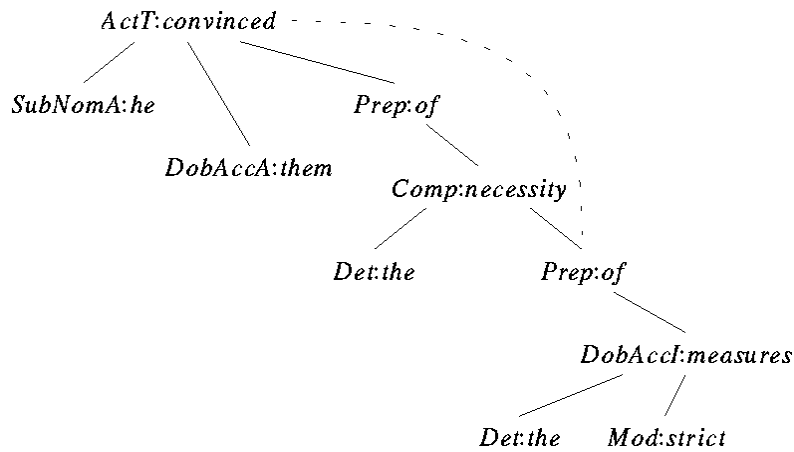 ActT:convinced
SubNomA:he Prep:of
DobAccA:them
Comp:necessity
Det:the Prep:of
DobAccI:measures
Det:the Mod:strict